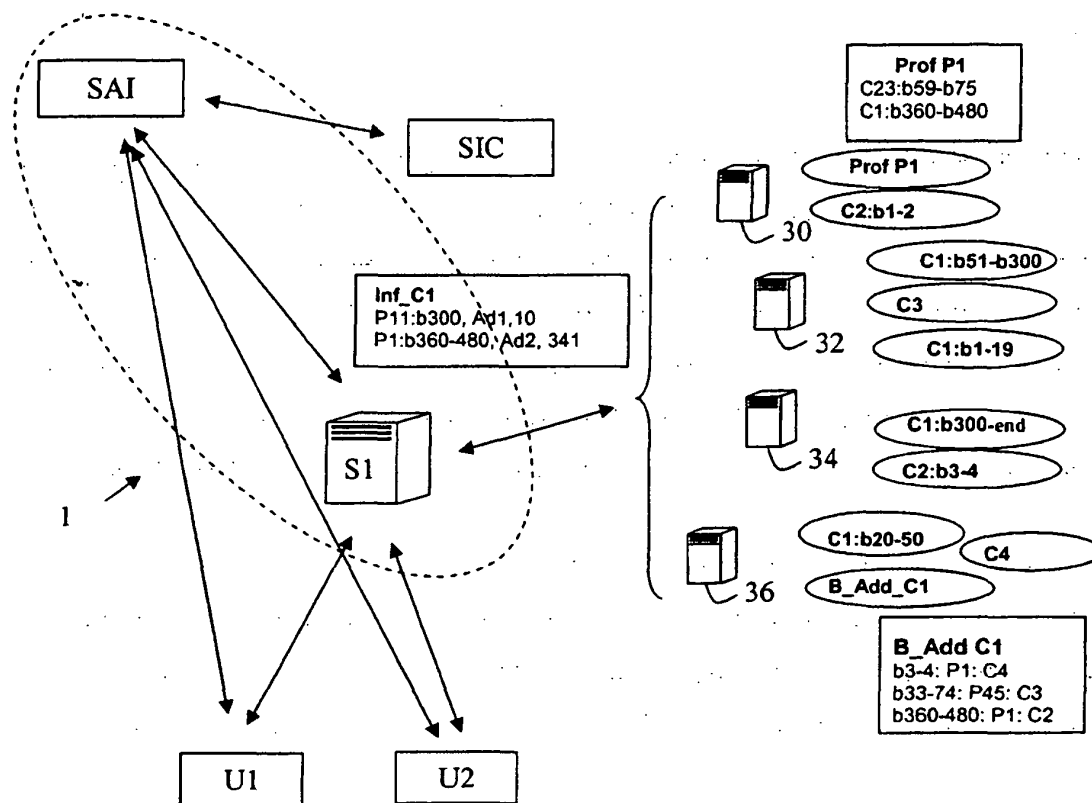 SAI
SIC
Prof P1
C23:b59-b75
C1:b360-b480
Prof P1
C2:b1-2
30
C1:b51-b300
C3
C1:b1-19
32
Inf_C1
P11:b300, Ad1,10
P1:b360-480, Ad2, 341
C1:b300-end
C2:b3-4
34
S1
1
C1:b20-50
C4
B_Add_C1
36
B_Add C1
b3-4: P1: C4
b33-74: P45: C3
b360-480: P1: C2
U1
U2